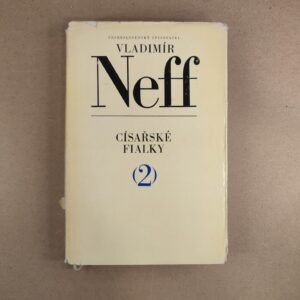 ČESKOSLOVENSKÝ SPISOVATEL
VLADIMÍR
Neff
CÍSAŘSKÉ
FIALKY
(2)